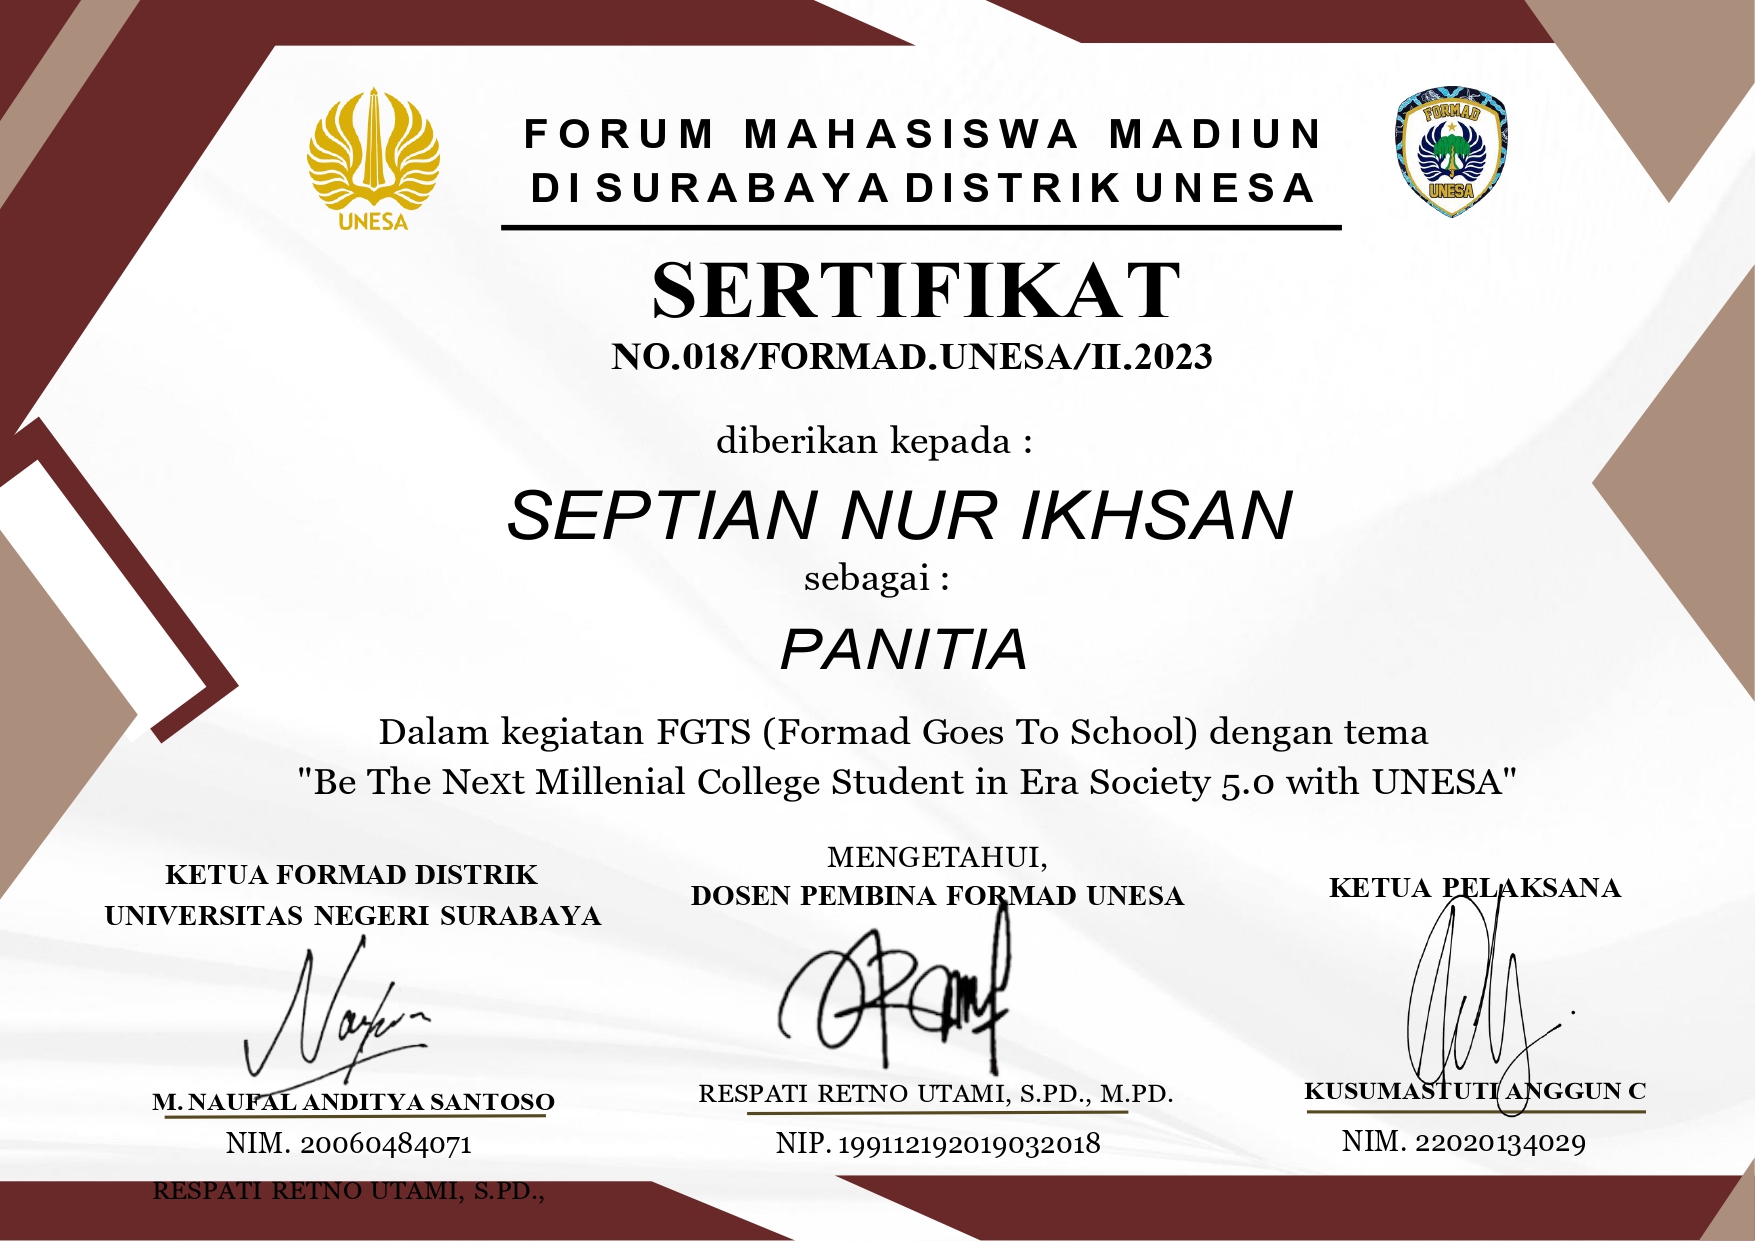 UNESA
FORUM MAHASISWA MADIUN
DI SURABAYA DISTRIK UNESA
FORMAD
UNESA
SERTIFIKAT
NO.018/FORMAD.UNESA/II.2023
diberikan kepada :
SEPTIAN NUR IKHSAN
sebagai :
PANITIA
Dalam kegiatan FGTS (Formad Goes To School) dengan tema
"Be The Next Millenial College Student in Era Society 5.0 with UNESA"
KETUA FORMAD DISTRIK
UNIVERSITAS NEGERI SURABAYA
M. NAUFAL ANDITYA SANTOSO
NIM. 20060484071
RESPATI RETNO UTAMI, S.PD.,
MENGETAHUI,
DOSEN PEMBINA FORMAD UNESA
RESPATI RETNO UTAMI, S.PD., M.PD.
NIP. 199112192019032018
KETUA PELAKSANA
KUSUMASTUTI ANGGUN C
NIM. 22020134029